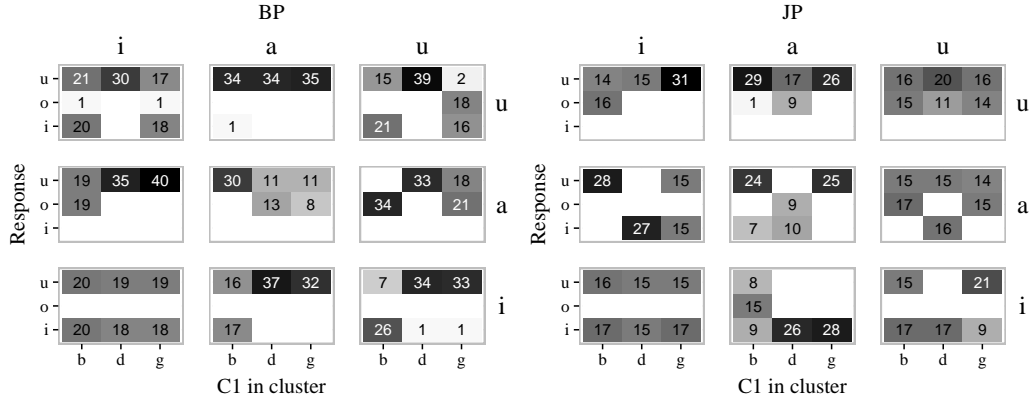 BP JP
i a u i a u
u 21 30 17 34 34 35 15 39 2 u 14 15 31 29 17 26 16 20 16
o 1 1 18 u o 16 1 9 15 11 14 u
i 20 18 1 21 16 i
u 19 35 40 30 11 11 33 18 u 28 15 24 25 15 15 14
Response o 19 13 8 34 21 a Response o 9 17 15 a
i i 27 15 7 10 16
u 20 19 19 16 37 32 7 34 33 u 16 15 15 8 15 21
o i o 15 i
i 20 18 18 17 26 1 1 i 17 15 17 9 26 28 17 17 9
b d g b d g b d g b d g b d g b d g
C1 in cluster C1 in cluster